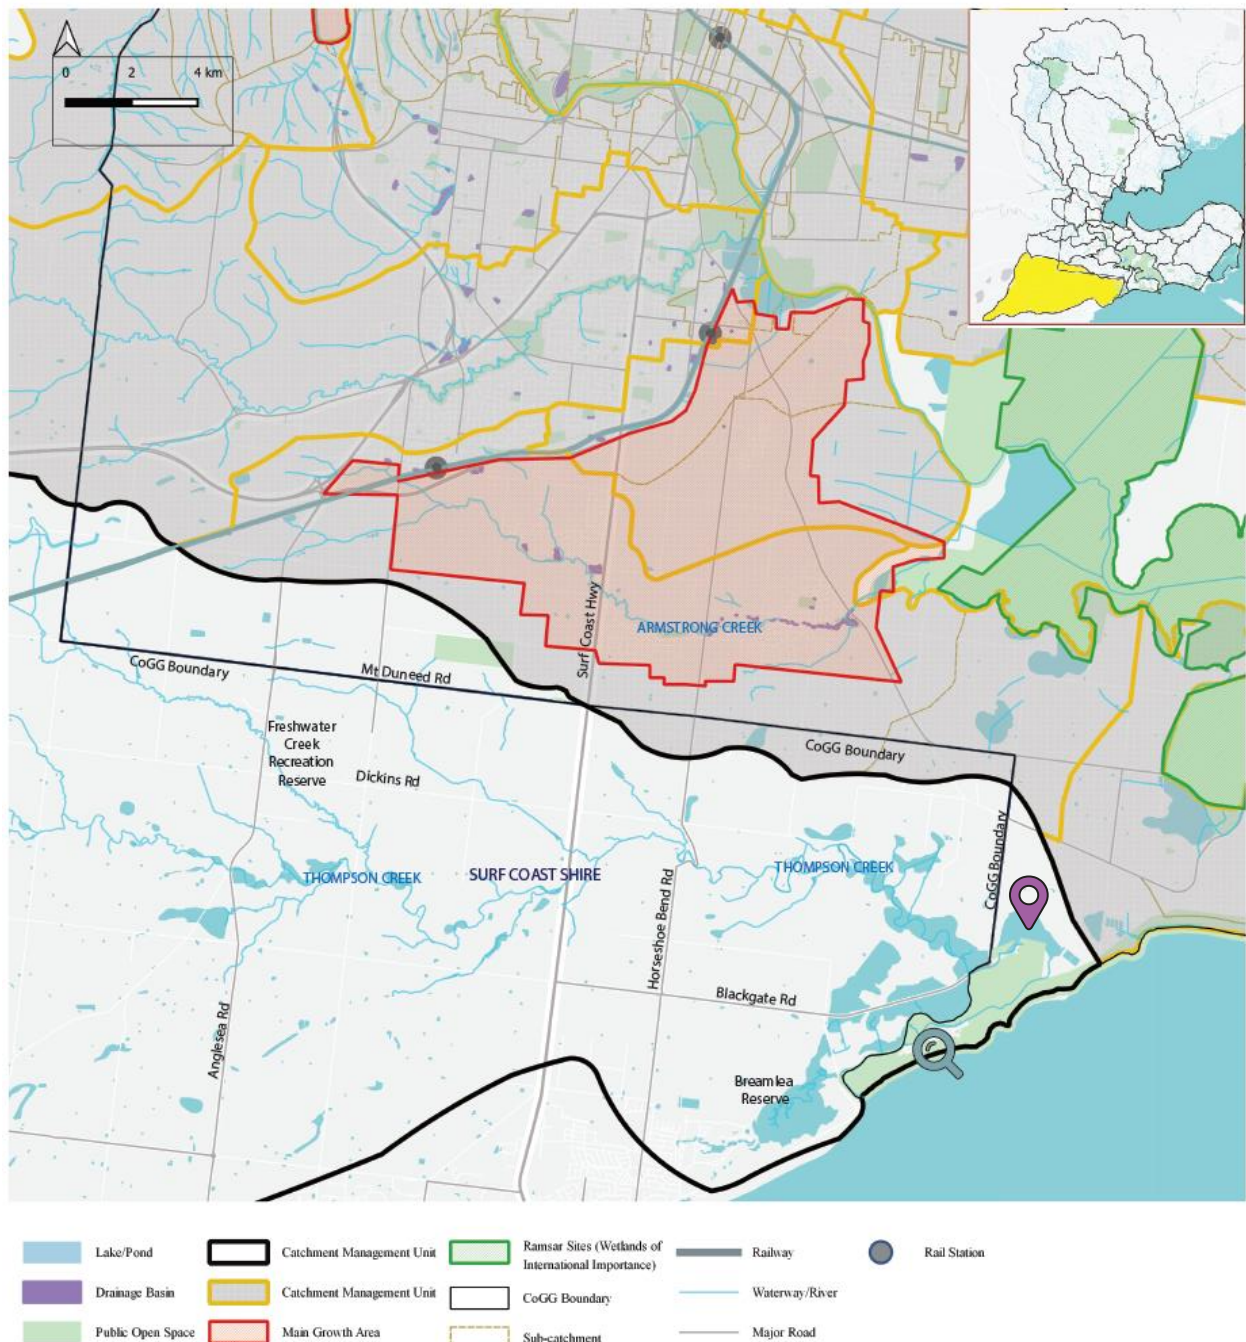 0 2 4 km
ARMSTRONG CREEK
Surf Coast Hwy
CoGG Boundary
Mt Duneed Rd
Freshwater
Creek
Recreation
Reserve
Dickins Rd
CoGG Boundary
CoGG Boundary
THOMPSON CREEK
SURF COAST SHIRE
THOMPSON CREEK
Horseshoe Bend Rd
Blackgate Rd
Anglesea Rd
Breamlea
Reserve
Lake/Pond
Catchment Management Unit
Ramsar Sites (Wetlands of
International Importance)
Railway
Rail Station
Drainage Basin
Catchment Management Unit
CoGG Boundary
Waterway/River
Public Open Space
Main Growth Area
Sub-catchment
Major Road